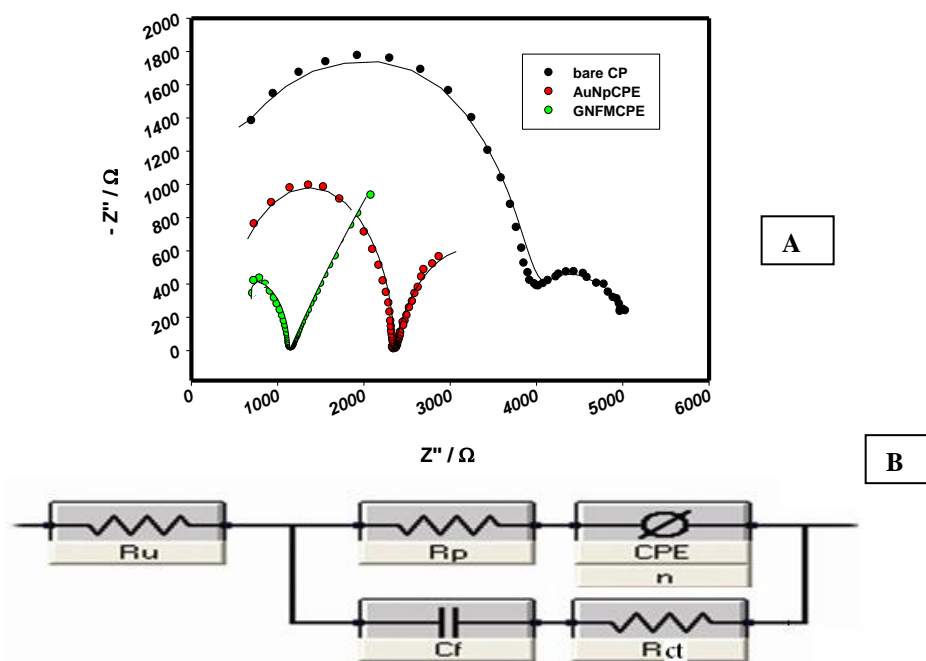 2000
1800
1600
1400
1200
1000
800
600
400
200
0
- Z'' / Ω
bare CP
AuNpCPE
GNFMCPE
A
0
1000
2000
3000
4000
5000
6000
Z'' / Ω
B
Ru
Rp
CPE
n
Cf
Rct